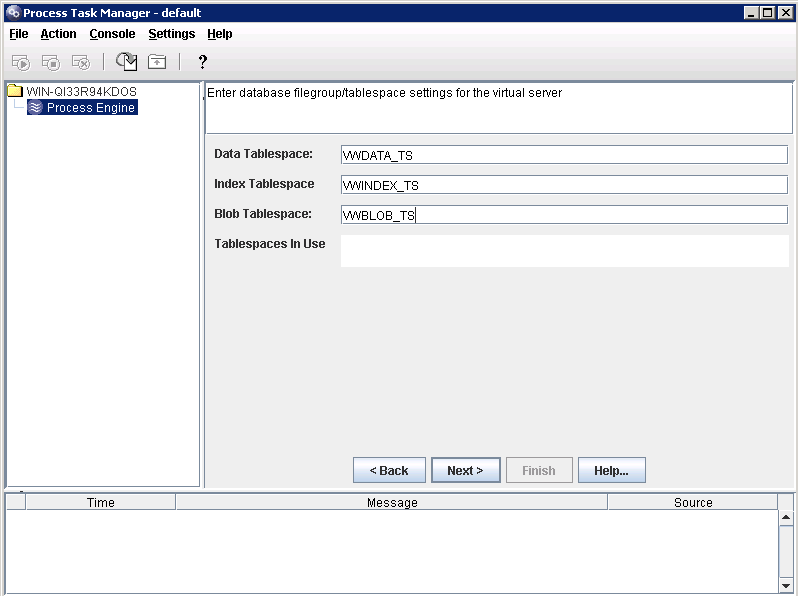 Process Task Manager - default
File Action Console Settings Help
?
WIN-QI33R94KDOS
Process Engine
Enter database filegroup/tablespace settings for the virtual server
Data Tablespace: VWDATA_TS
Index Tablespace VWINDEX_TS
Blob Tablespace: VWBLOB_TS
Tablespaces In Use
< Back Next > Finish Help...
Time Message Source